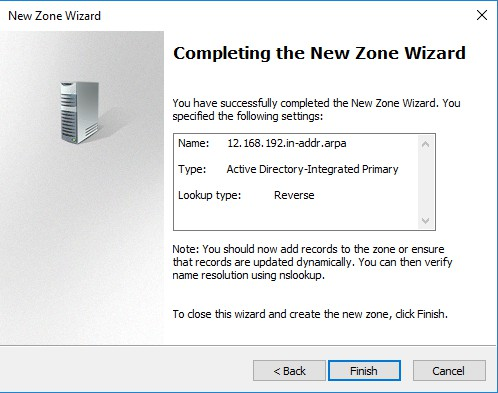 New Zone Wizard
Completing the New Zone Wizard
You have successfully completed the New Zone Wizard. You
specified the following settings:
Name: 12.168.192.in-addr.arpa
Type: Active Directory-Integrated Primary
Lookup type: Reverse
Note: You should now add records to the zone or ensure
that records are updated dynamically. You can then verify
name resolution using nslookup.
To close this wizard and create the new zone, click Finish.
< Back Finish Cancel